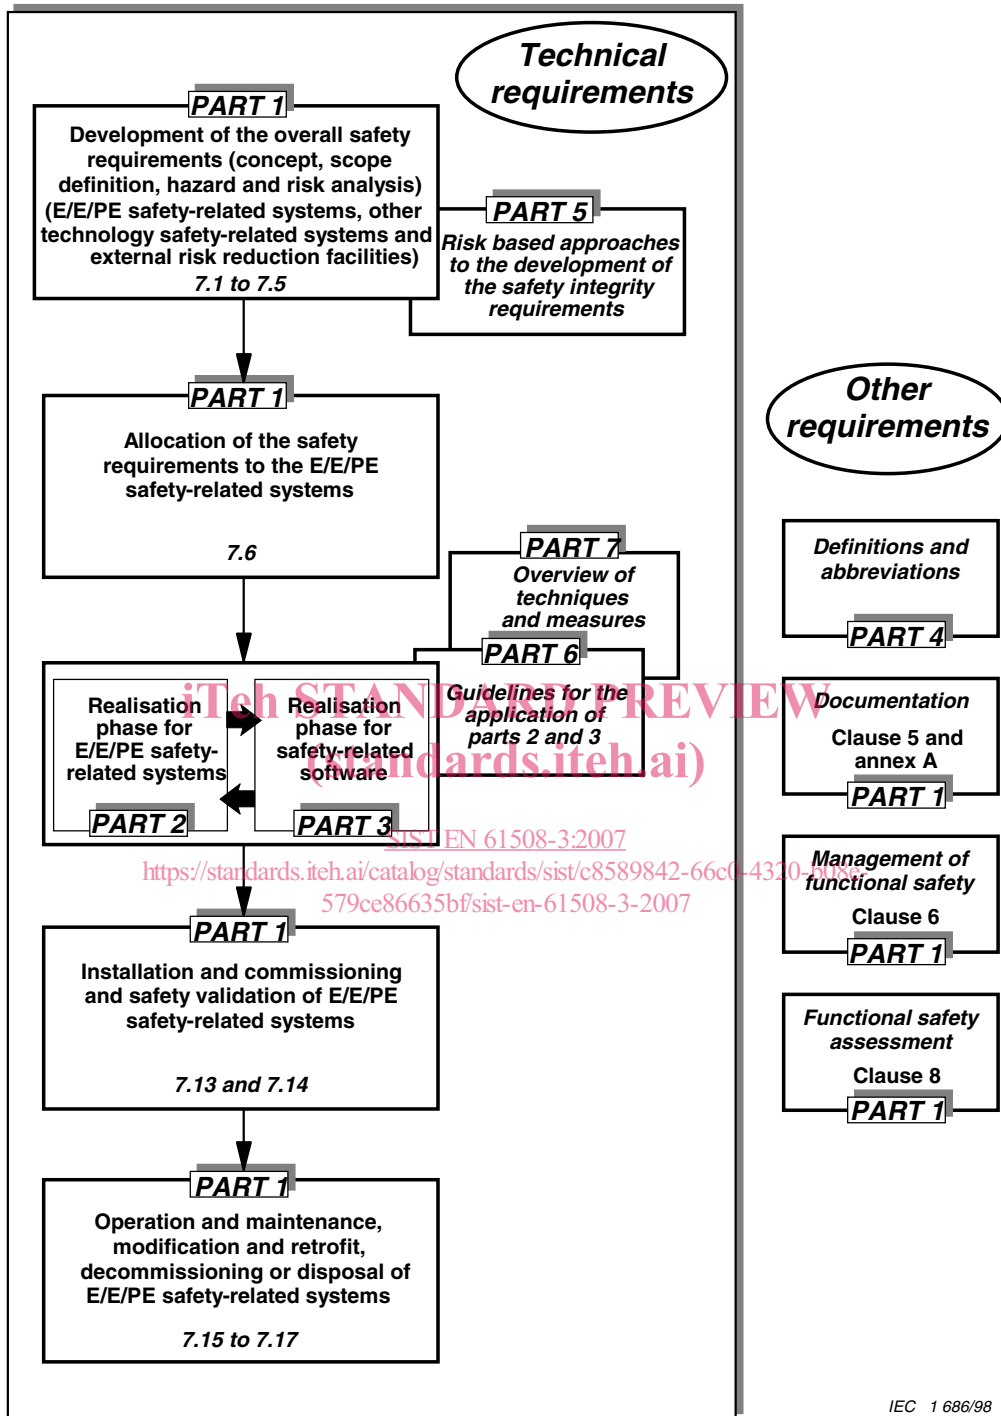 Technical
requirements
PART 1
Development of the overall safety
requirements (concept, scope
definition, hazard and risk analysis)
(E/E/PE safety-related systems, other
technology safety-related systems and
external risk reduction facilities)
7.1 to 7.5
PART 5
Risk based approaches
to the development of
the safety integrity
requirements
PART 1
Allocation of the safety
requirements to the E/E/PE
safety-related systems
7.6
PART 7
Overview of
techniques
and measures
PART 6
Guidelines for the
application of
parts 2 and 3
Realisation
phase for
E/E/PE safety-
related systems
PART 2
Realisation
phase for
safety-related
software
PART 3
iTeh STANDARD PREVIEW
(standards.iteh.ai)
SIST EN 61508-3:2007
https://standards.iteh.ai/catalog/standards/sist/c8589842-66c0-4320-b08e-
579ce86635bf/sist-en-61508-3-2007
PART 1
Installation and commissioning
and safety validation of E/E/PE
safety-related systems
7.13 and 7.14
PART 1
Operation and maintenance,
modification and retrofit,
decommissioning or disposal of
E/E/PE safety-related systems
7.15 to 7.17
Other
requirements
Definitions and
abbreviations
PART 4
Documentation
Clause 5 and
annex A
PART 1
Management of
functional safety
Clause 6
PART 1
Functional safety
assessment
Clause 8
PART 1
IEC 1 686/98